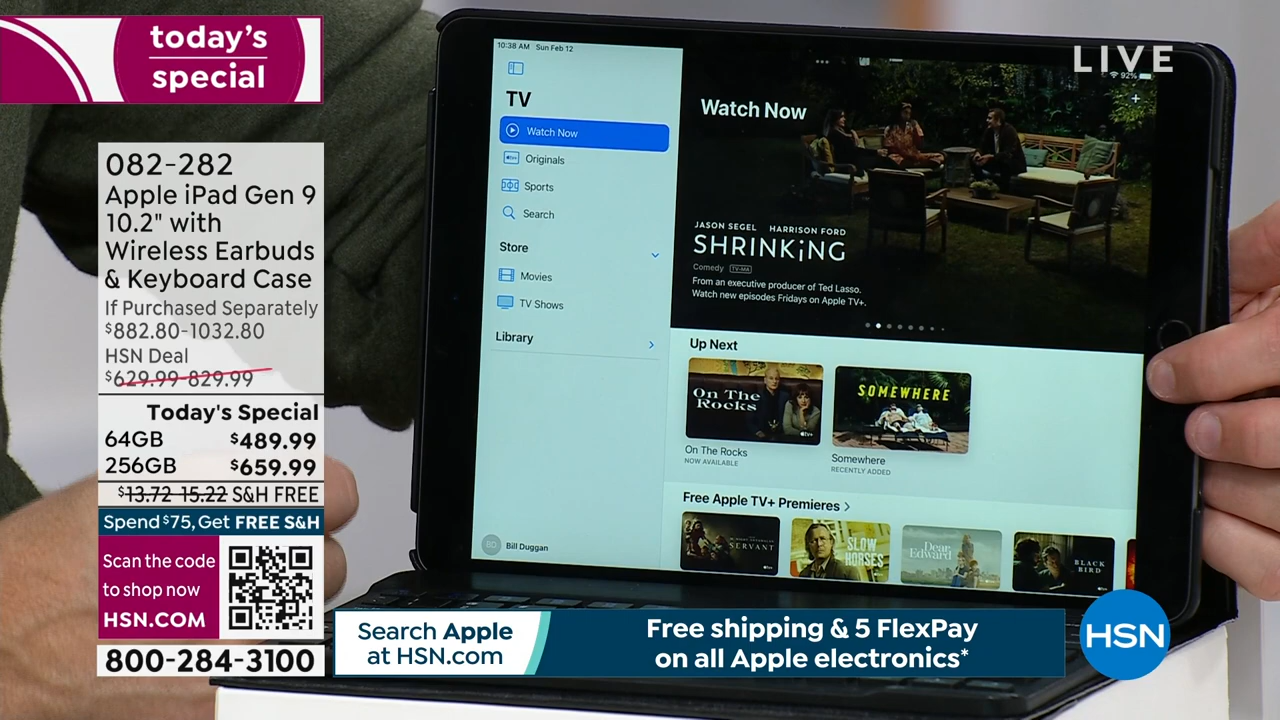 today's
special
082-282
Apple iPad Gen 9
10.2" with
Wireless Earbuds
& Keyboard Case
If Purchased Separately
$882.80-1032.80
HSN Deal
$629.99-829.99
Today's Special
64GB $489.99
256GB $659.99
$13.72-15.22 S&H FREE
Spend $75, Get FREE S&H
Scan the code
to shop now
HSN.COM
800-284-3100
10:38 AM Sun Feb 12
TV
Watch Now
Originals
Sports
Search
Store
Movies
TV Shows
Library
BD Bill Duggan
LIVE
92%
Watch Now
JASON SEGEL HARRISON FORD
SHRINKING
Comedy TV-MA
From an executive producer of Ted Lasso.
Watch new episodes Fridays on Apple TV+.
Up Next
On The
Rocks
SOMEWHERE
On The Rocks
NOW AVAILABLE
Somewhere
RECENTLY ADDED
Free Apple TV+ Premieres >
SERVANT
SLOW
HORSES
Dear
Edward
BLACK
BIRD
Search Apple
at HSN.com
Free shipping & 5 FlexPay
on all Apple electronics*
HSN